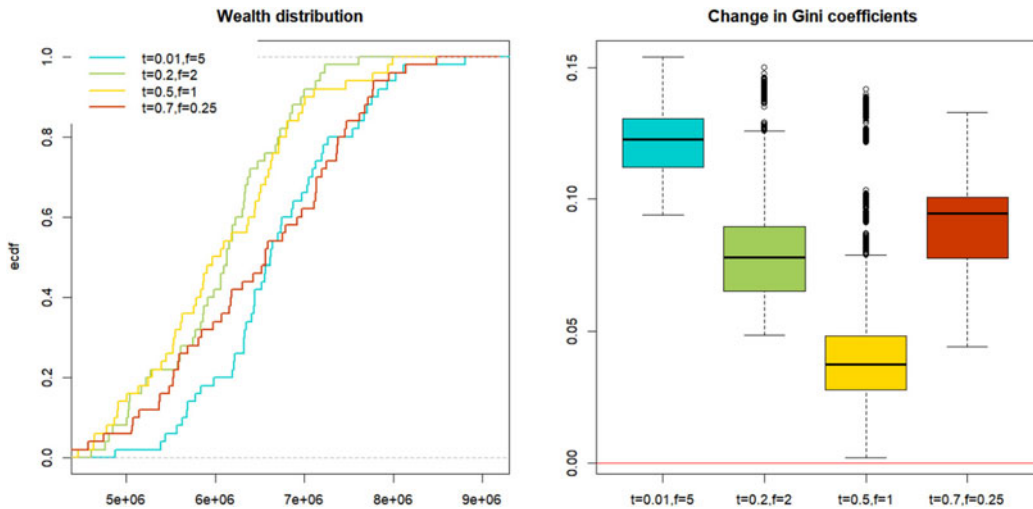 Wealth distribution
t=0.01,f=5
t=0.2,f=2
t=0.5,f=1
t=0.7,f=0.25
ecdf
1.0
0.8
0.6
0.4
0.2
0.0
5e+06 6e+06 7e+06 8e+06 9e+06
Change in Gini coefficients
0.15
0.10
0.05
0.00
t=0.01,f=5 t=0.2,f=2 t=0.5,f=1 t=0.7,f=0.25